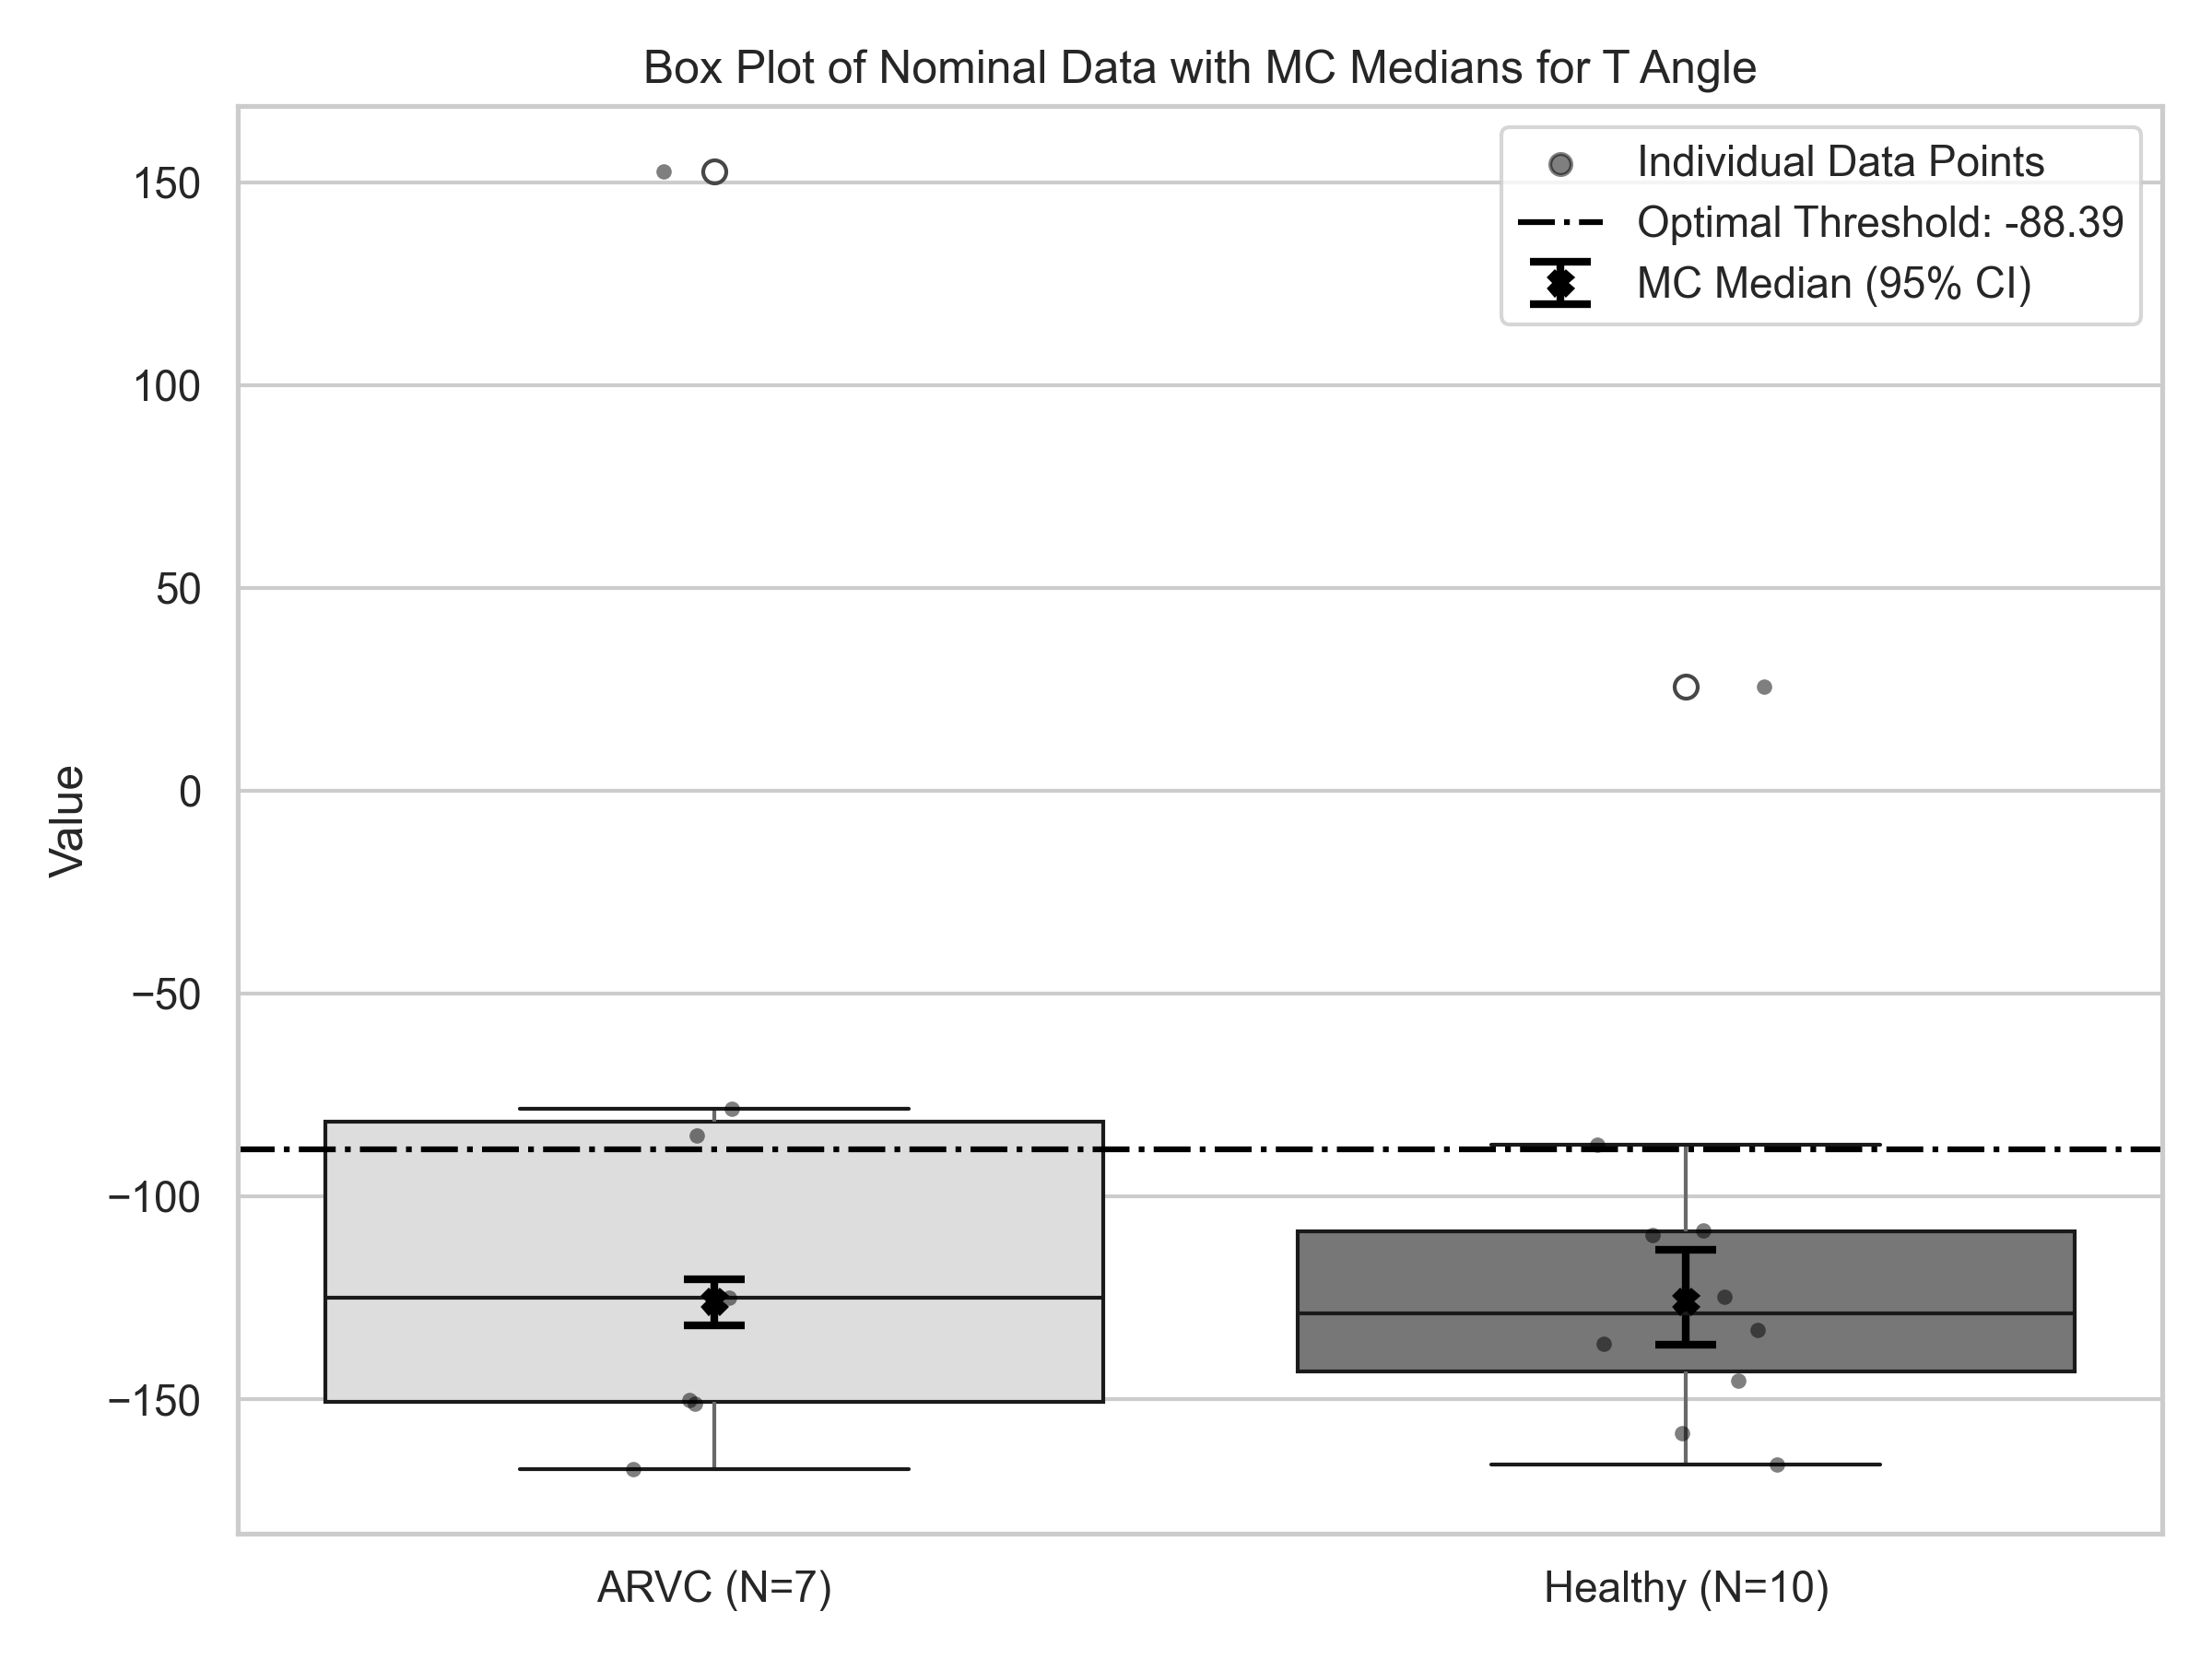 Box Plot of Nominal Data with MC Medians for T Angle
Individual Data Points
Optimal Threshold: -88.39
MC Median (95% CI)
Value
150
100
50
0
−50
−100
−150
ARVC (N=7)
Healthy (N=10)